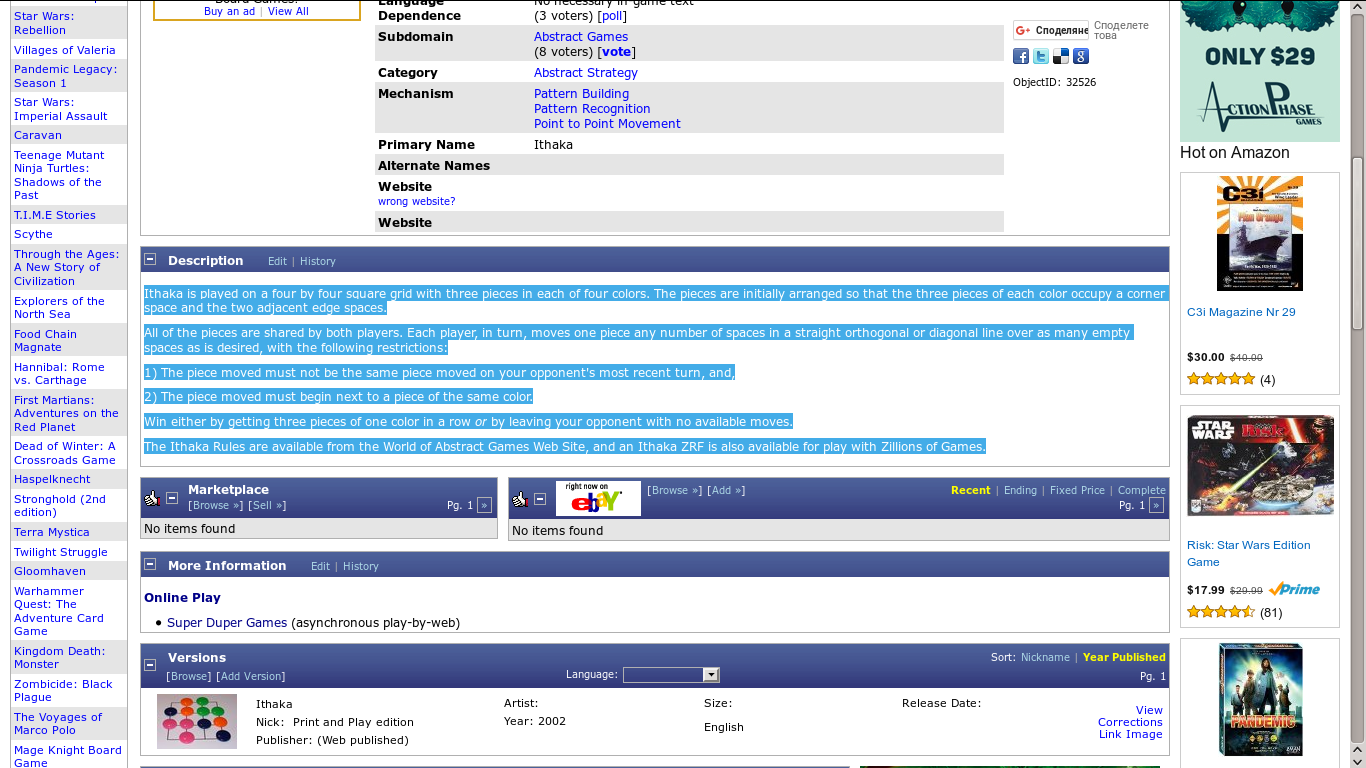 Star Wars:
Rebellion
Villages of Valeria
Pandemic Legacy:
Season 1
Star Wars:
Imperial Assault
Caravan
Teenage Mutant
Ninja Turtles:
Shadows of the
Past
T.I.M.E Stories
Scythe
Through the Ages:
A New Story of
Civilization
Explorers of the
North Sea
Food Chain
Magnate
Hannibal: Rome
vs. Carthage
First Martians:
Adventures on the
Red Planet
Dead of Winter: A
Crossroads Game
Haspelknecht
Stronghold (2nd
edition)
Terra Mystica
Twilight Struggle
Gloomhaven
Warhammer
Quest: The
Adventure Card
Game
Kingdom Death:
Monster
Zombicide: Black
Plague
The Voyages of
Marco Polo
Mage Knight Board
Game
Buy an ad | View All
Language No necessary in-game text
Dependence (3 voters) [poll]
Subdomain Abstract Games
(8 voters) [vote]
Category Abstract Strategy
Mechanism Pattern Building
Pattern Recognition
Point to Point Movement
Primary Name Ithaka
Alternate Names
Website
wrong website?
Website
G+ Споделяне Споделете
това
ObjectID: 32526
Description Edit | History
Ithaka is played on a four by four square grid with three pieces in each of four colors. The pieces are initially arranged so that the three pieces of each color occupy a corner
space and the two adjacent edge spaces.
All of the pieces are shared by both players. Each player, in turn, moves one piece any number of spaces in a straight orthogonal or diagonal line over as many empty
spaces as is desired, with the following restrictions:
1) The piece moved must not be the same piece moved on your opponent's most recent turn, and,
2) The piece moved must begin next to a piece of the same color.
Win either by getting three pieces of one color in a row or by leaving your opponent with no available moves.
The Ithaka Rules are available from the World of Abstract Games Web Site, and an Ithaka ZRF is also available for play with Zillions of Games.
Marketplace
[Browse »] [Sell »] Pg. 1 »
No items found
right now on
ebY
[Browse »] [Add »] Recent | Ending | Fixed Price | Complete
Pg. 1 »
No items found
More Information Edit | History
Online Play
• Super Duper Games (asynchronous play-by-web)
Versions Sort: Nickname | Year Published
[Browse] [Add Version] Language: Pg. 1
Ithaka Artist: Size: Release Date:
Nick: Print and Play edition Year: 2002 English
Publisher: (Web published)
View
Corrections
Link Image
ONLY $29
ACTIONPHASE
GAMES
Hot on Amazon
C3i
C3i Magazine Nr 29
$30.00 $40.00
(4)
STAR WARS RISK
Risk: Star Wars Edition
Game
$17.99 $29.99 Prime
(81)
PANDEMIC